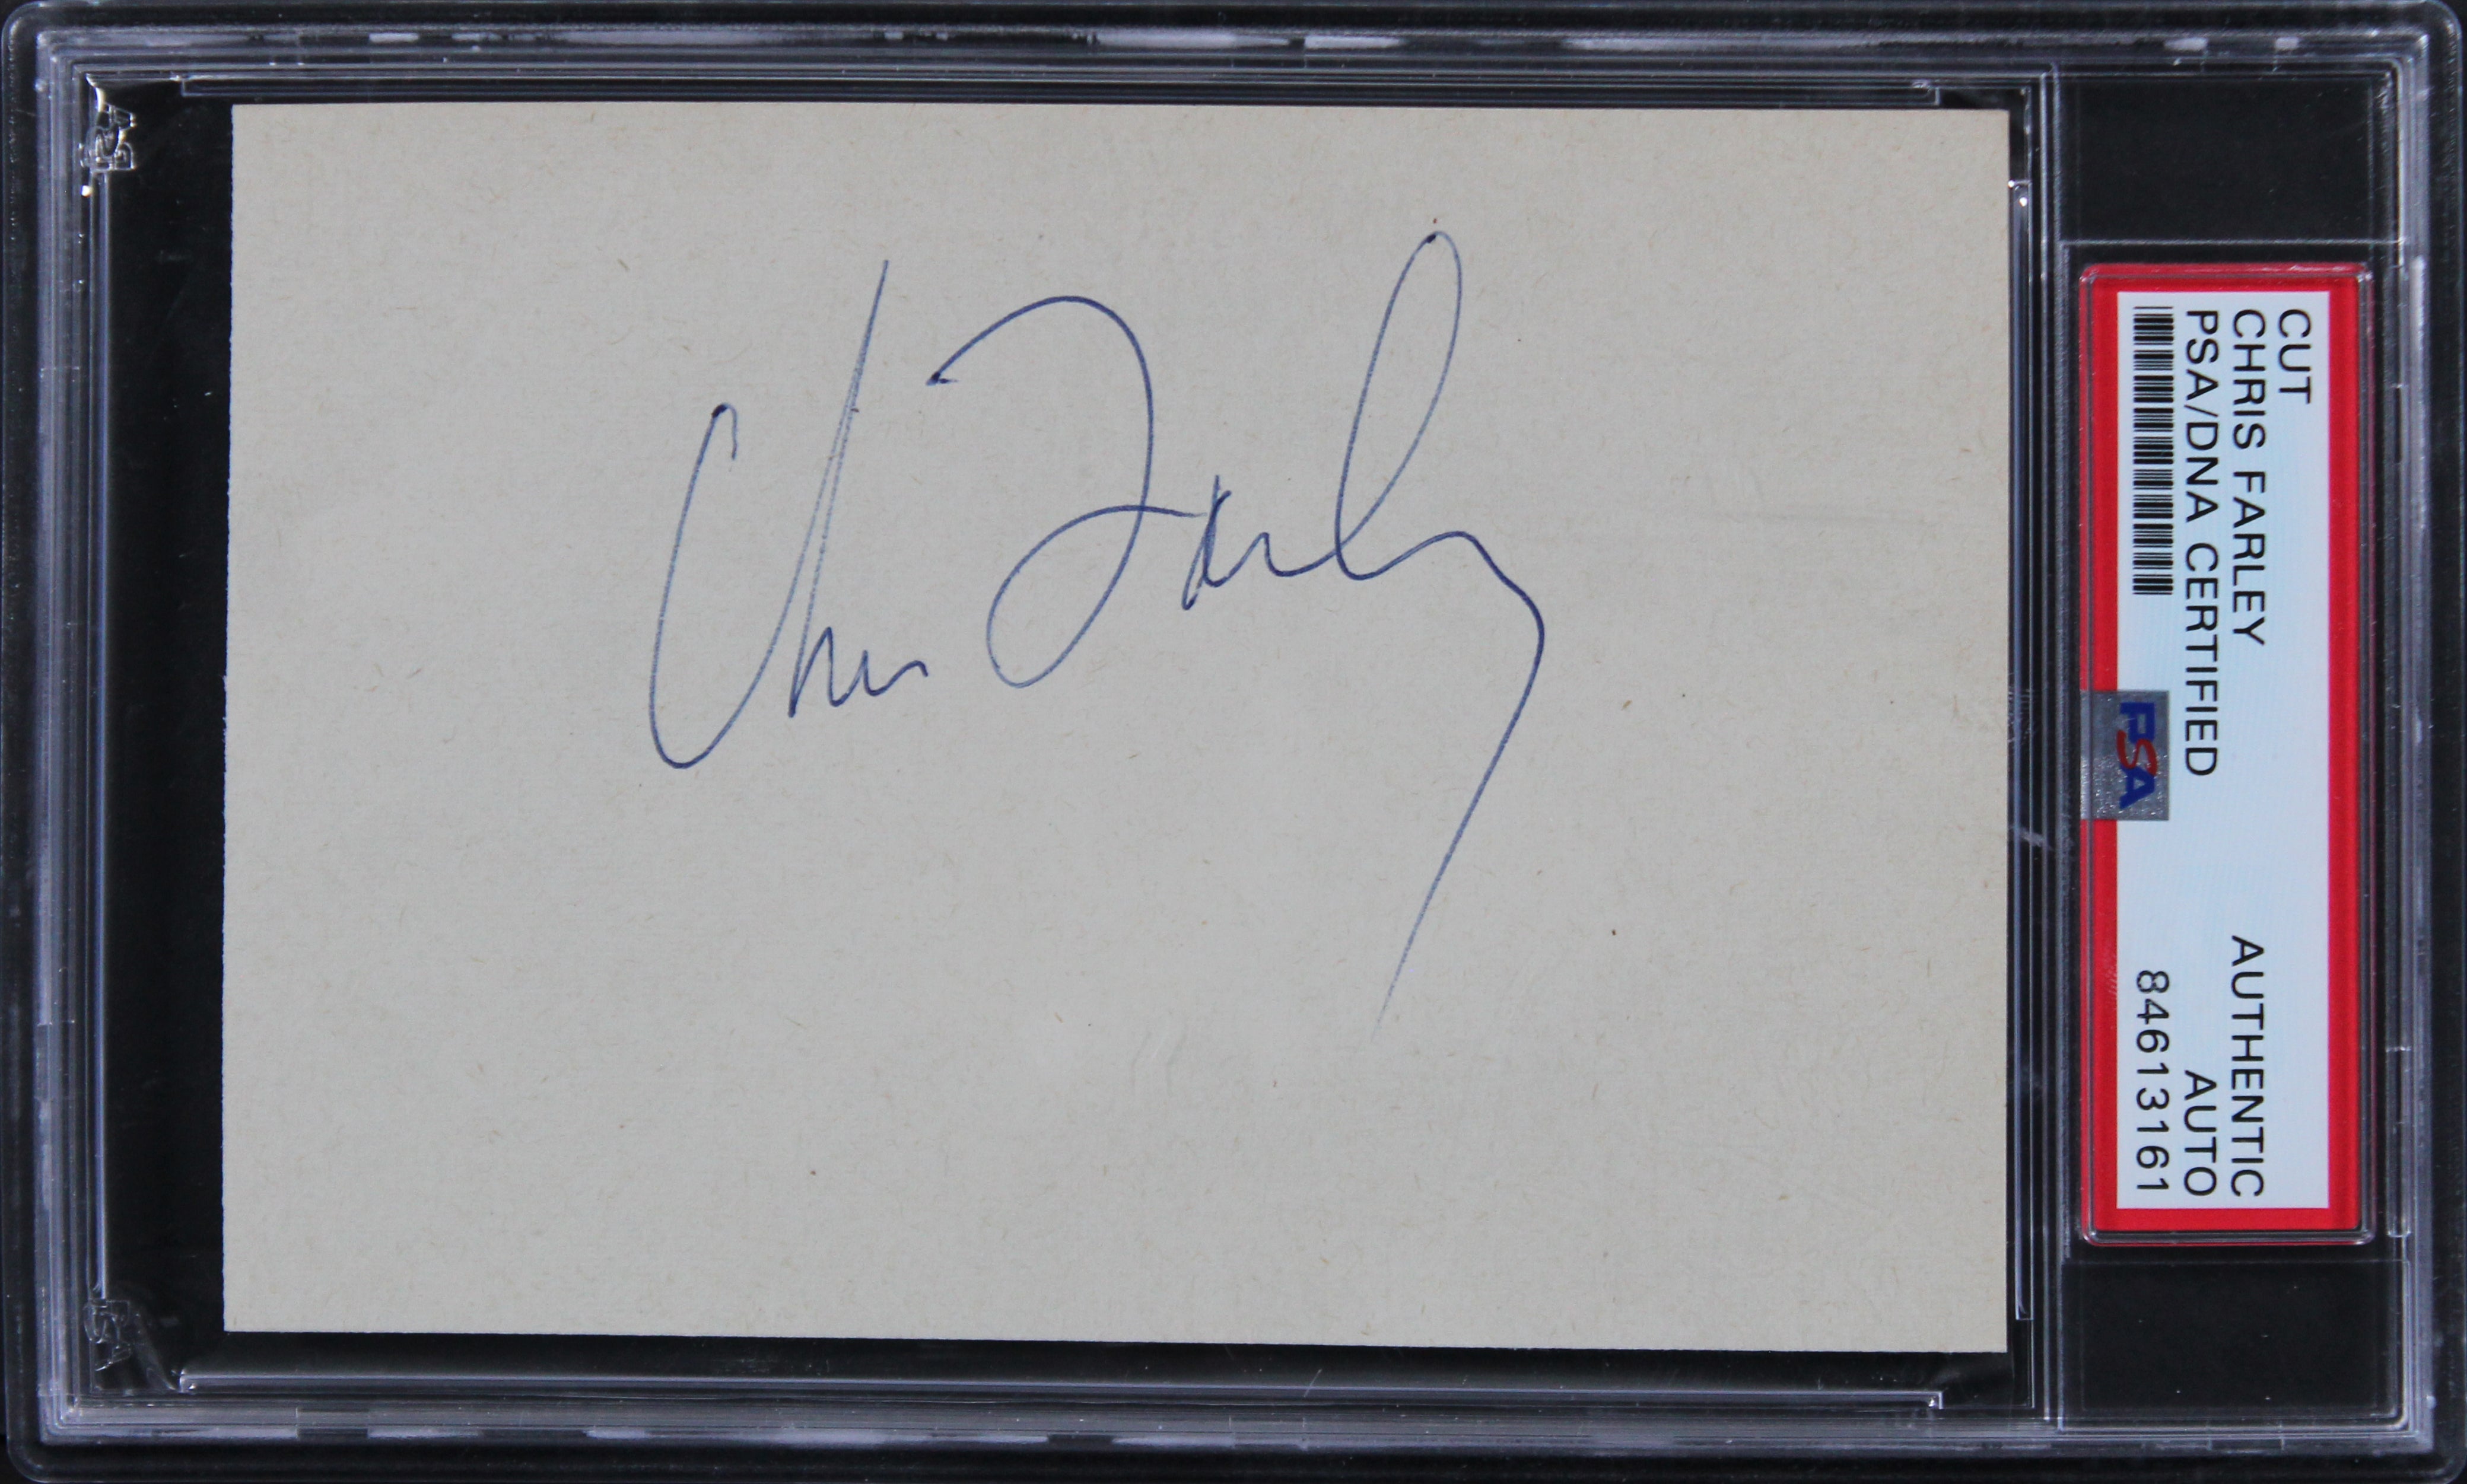 Chris Farley
CUT
CHRIS FARLEY AUTHENTIC
PSA/DNA CERTIFIED AUTO
84613161
PSA